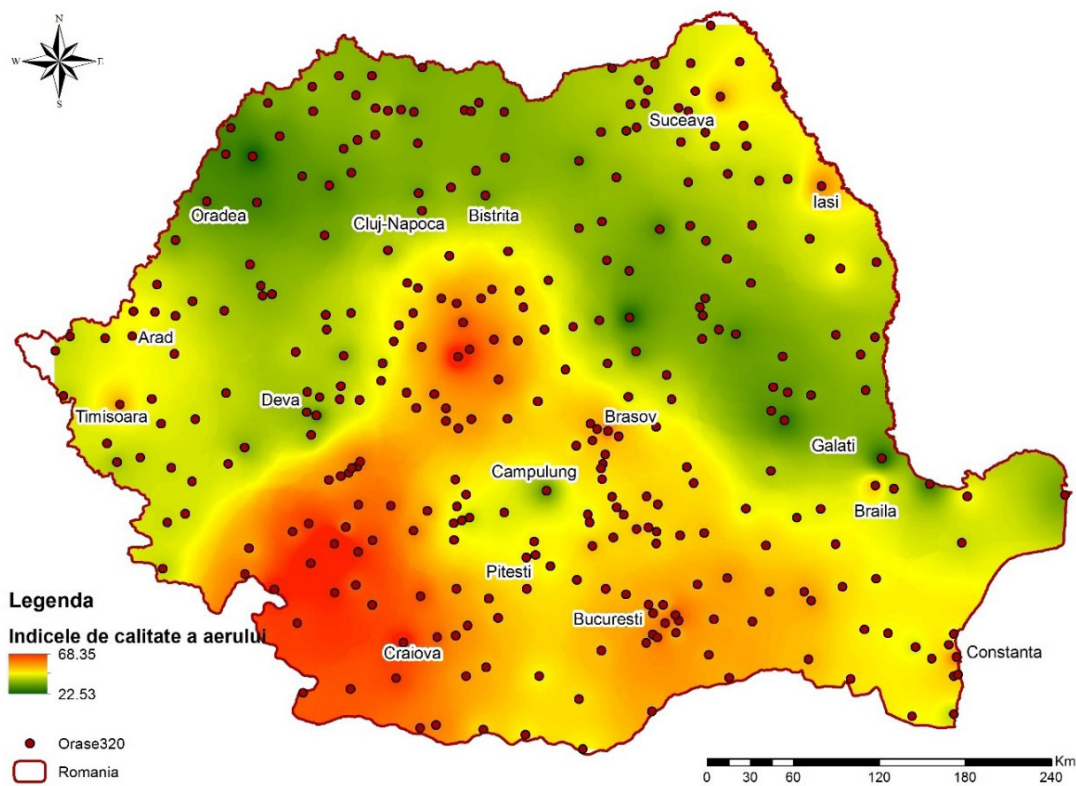 N
W E
S
Suceava
Iasi
Oradea
Cluj-Napoca
Bistrita
Arad
Timisoara
Deva
Brasov
Campulung
Galati
Braila
Pitesti
Bucuresti
Craiova
Constanta
Legenda
Indicele de calitate a aerului
68.35
22.53
Orase320
Romania
Km
0 15 30 60 120 180 240